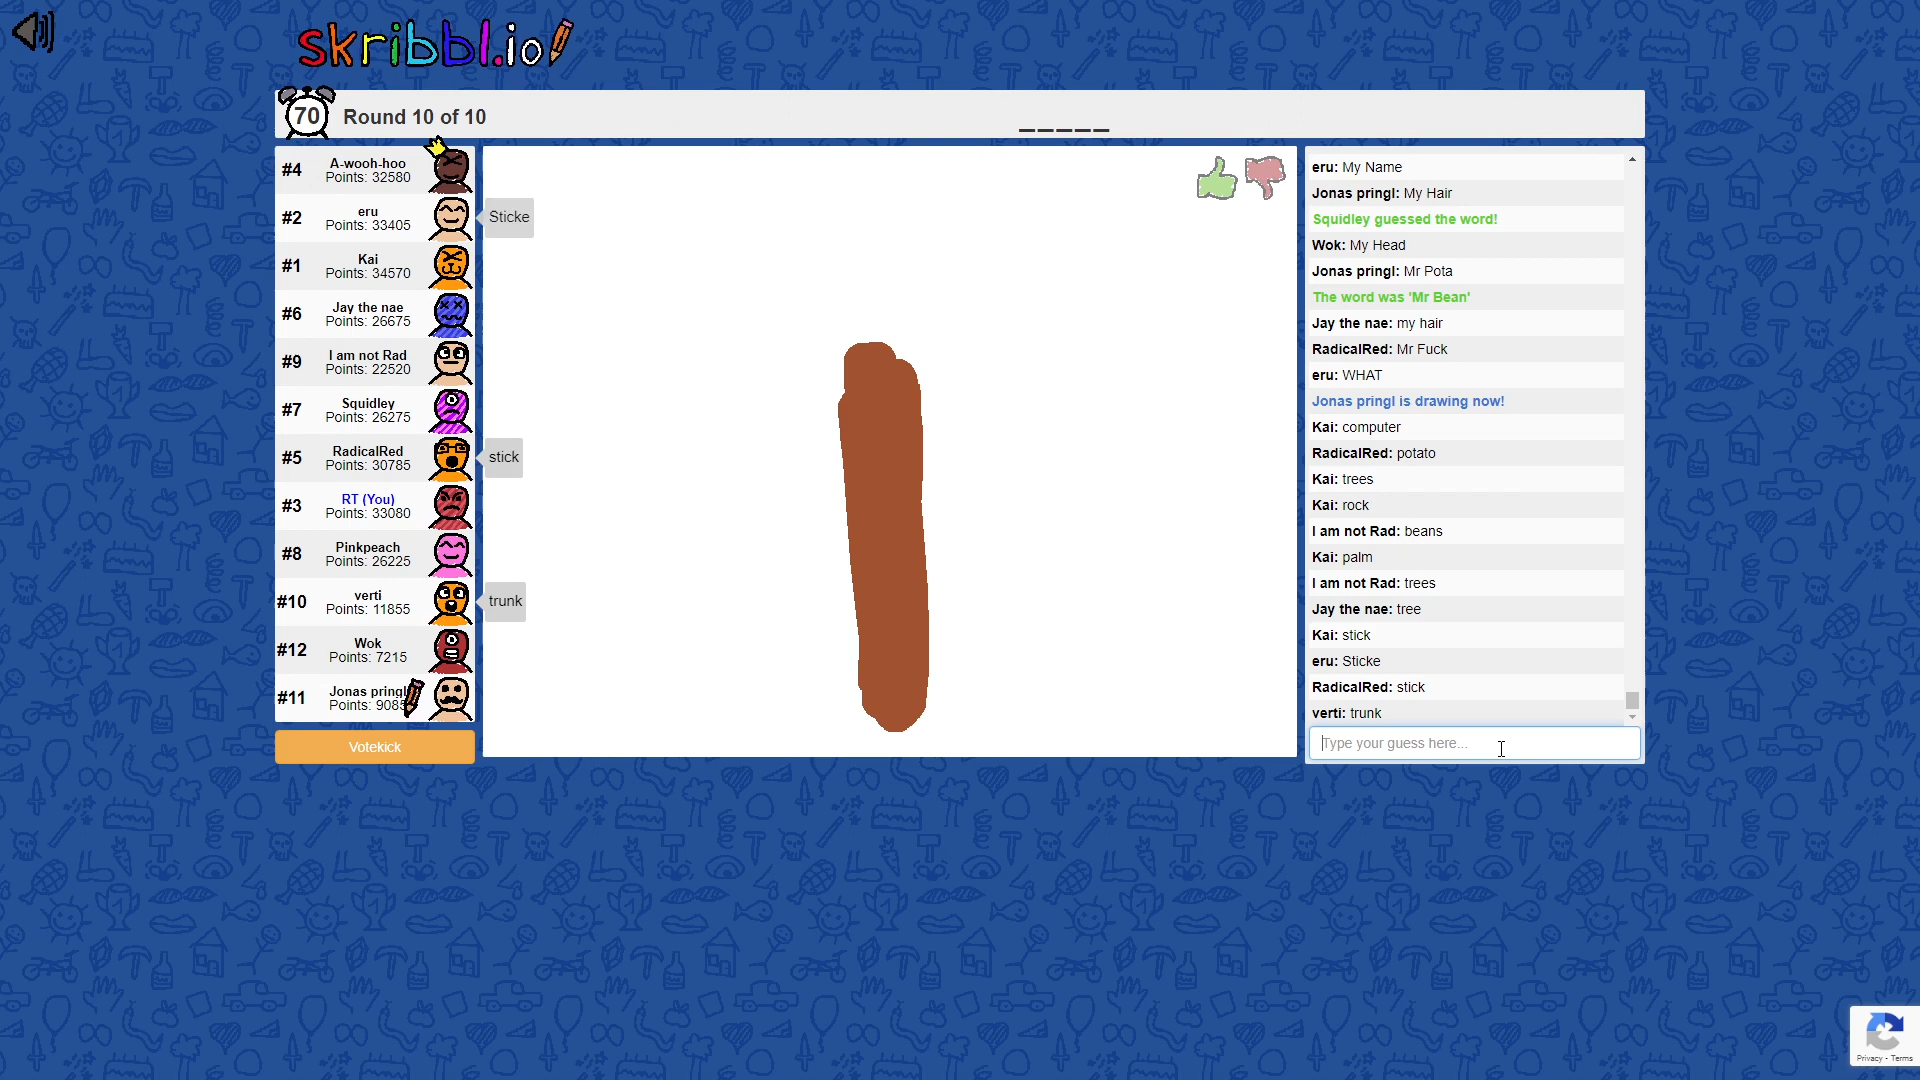 skribbl.io
70
Round 10 of 10
_____
#4
A-wooh-hoo
Points: 32580
#2
eru
Points: 33405
Sticke
#1
Kai
Points: 34570
#6
Jay the nae
Points: 26675
#9
I am not Rad
Points: 22520
#7
Squidley
Points: 26275
#5
RadicalRed
Points: 30785
stick
#3
RT (You)
Points: 33080
#8
Pinkpeach
Points: 26225
#10
verti
Points: 11855
trunk
#12
Wok
Points: 7215
#11
Jonas pringl
Points: 9085
Votekick
eru: My Name
Jonas pringl: My Hair
Squidley guessed the word!
Wok: My Head
Jonas pringl: Mr Pota
The word was 'Mr Bean'
Jay the nae: my hair
RadicalRed: Mr Fuck
eru: WHAT
Jonas pringl is drawing now!
Kai: computer
RadicalRed: potato
Kai: trees
Kai: rock
I am not Rad: beans
Kai: palm
I am not Rad: trees
Jay the nae: tree
Kai: stick
eru: Sticke
RadicalRed: stick
verti: trunk
Type your guess here...
Privacy - Terms